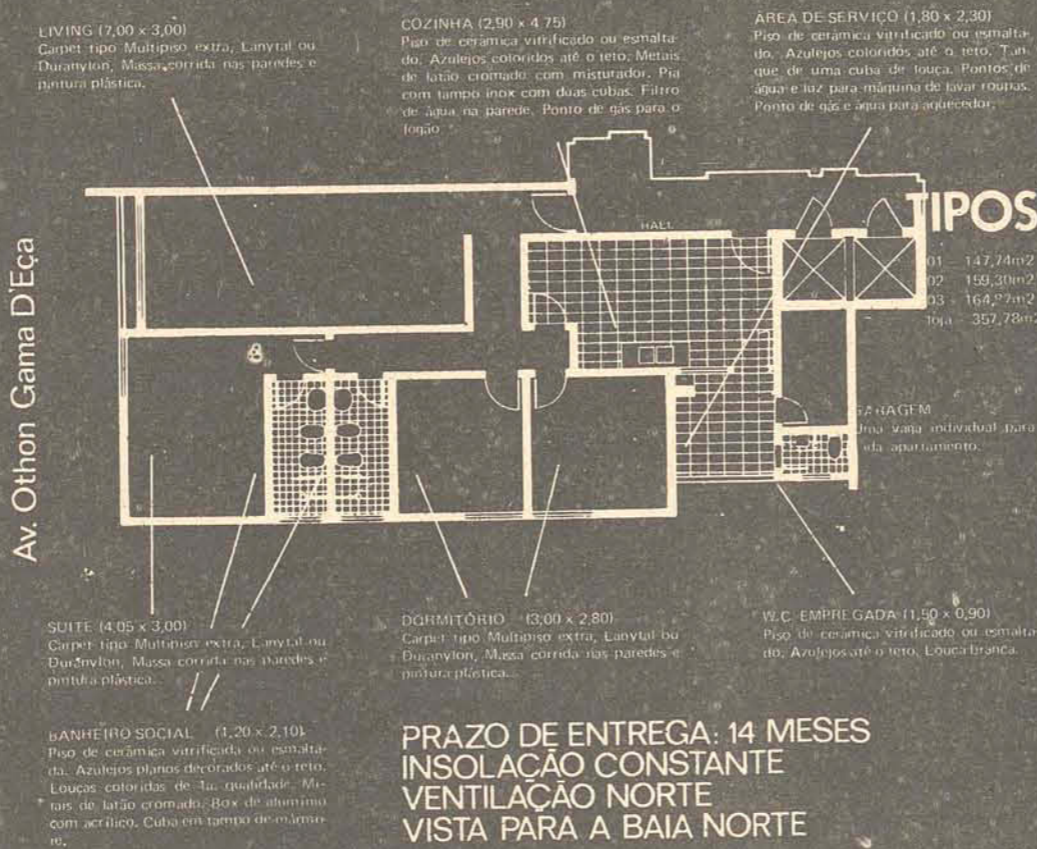 LIVING (7,00 x 3,00)
Carpet tipo Multipiso extra, Lanytal ou
Duranylon, Massa corrida nas paredes e
pintura plástica.
COZINHA (2,90 x 4,75)
Piso de cerâmica vitrificado ou esmalta-
do. Azulejos coloridos até o teto. Metais
de latão cromado com misturador. Pia
com tampo inox com duas cubas. Filtro
de água na parede. Ponto de gás para o
fogão
ÁREA DE SERVIÇO (1,80 x 2,30)
Piso de cerâmica vitrificado ou esmalta-
do. Azulejos coloridos até o teto. Tan-
que de uma cuba de louça. Pontos de
água e luz para máquina de lavar roupas.
Ponto de gás e água para aquecedor.
HALL
TIPOS
01 - 147,74m2
02 159,30m2
03 - 164,97m2
loja - 357,78m2
Av. Othon Gama D'Eça
GARAGEM
Uma vaga individual para
cada apartamento.
SUITE (4,05 x 3,00)
Carpet tipo Multipiso extra, Lanytal ou
Duranylon, Massa corrida nas paredes e
pintura plástica.
DORMITÓRIO (3,00 x 2,80)
Carpet tipo Multipiso extra, Lanytal ou
Duranylon, Massa corrida nas paredes e
pintura plástica.
W.C. EMPREGADA (1,50 x 0,90)
Piso de cerâmica vitrificado ou esmalta-
do. Azulejos até o teto. Louça branca.
BANHEIRO SOCIAL (1,20 x 2,10)
Piso de cerâmica vitrificada ou esmalta-
da. Azulejos planos decorados até o teto.
Louças coloridas de 1a. qualidade. Me-
tais de latão cromado. Box de alumínio
com acrílico. Cuba em tampo de mármo-
re.
PRAZO DE ENTREGA: 14 MESES
INSOLAÇÃO CONSTANTE
VENTILAÇÃO NORTE
VISTA PARA A BAIA NORTE